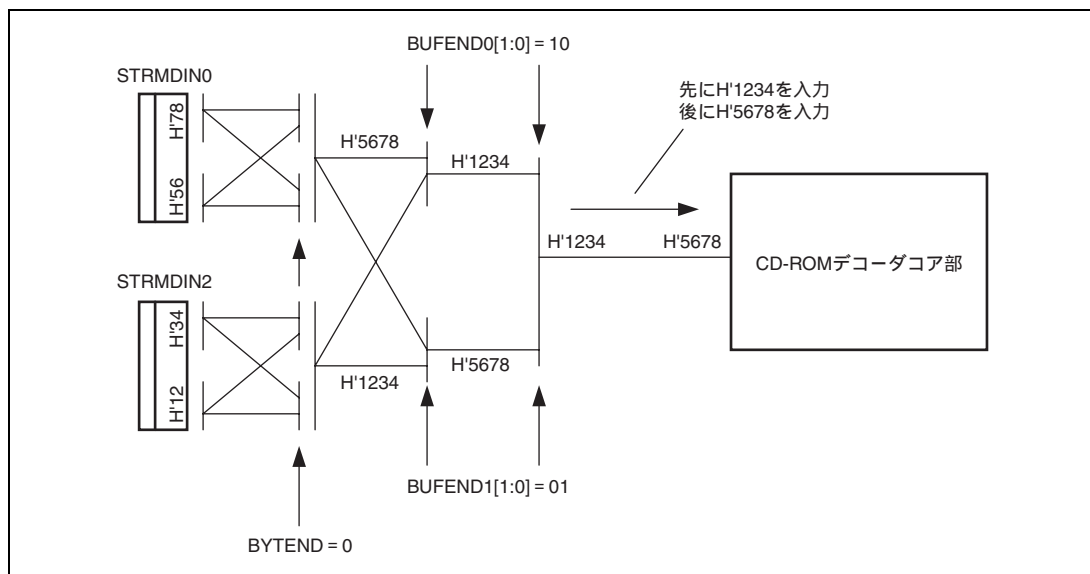 BUFEND0[1:0] = 10
STRMDIN0
先にH'1234を入力
後にH'5678を入力
H'78
H'56
H'5678
H'1234
H'1234
H'5678
CD-ROMデコーダコア部
STRMDIN2
H'34
H'12
H'1234
H'5678
BUFEND1[1:0] = 01
BYTEND = 0